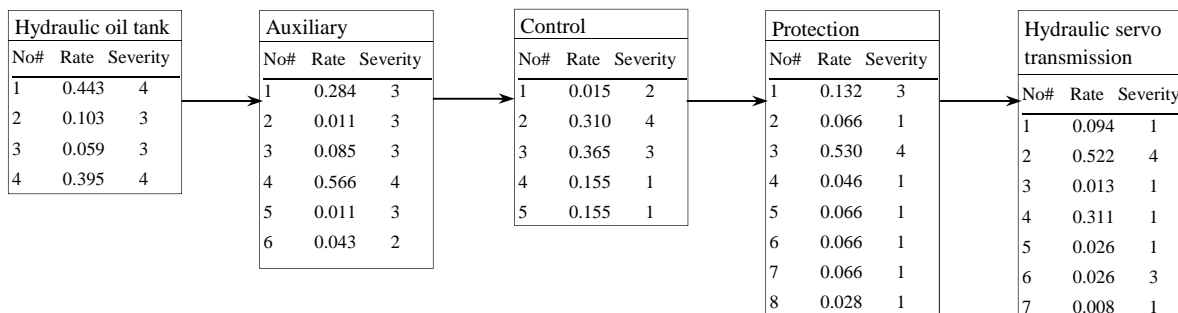 Hydraulic oil tank
No# Rate Severity
1 0.443 4
2 0.103 3
3 0.059 3
4 0.395 4
Auxiliary
No# Rate Severity
1 0.284 3
2 0.011 3
3 0.085 3
4 0.566 4
5 0.011 3
6 0.043 2
Control
No# Rate Severity
1 0.015 2
2 0.310 4
3 0.365 3
4 0.155 1
5 0.155 1
Protection
No# Rate Severity
1 0.132 3
2 0.066 1
3 0.530 4
4 0.046 1
5 0.066 1
6 0.066 1
7 0.066 1
8 0.028 1
Hydraulic servo
transmission
No# Rate Severity
1 0.094 1
2 0.522 4
3 0.013 1
4 0.311 1
5 0.026 1
6 0.026 3
7 0.008 1